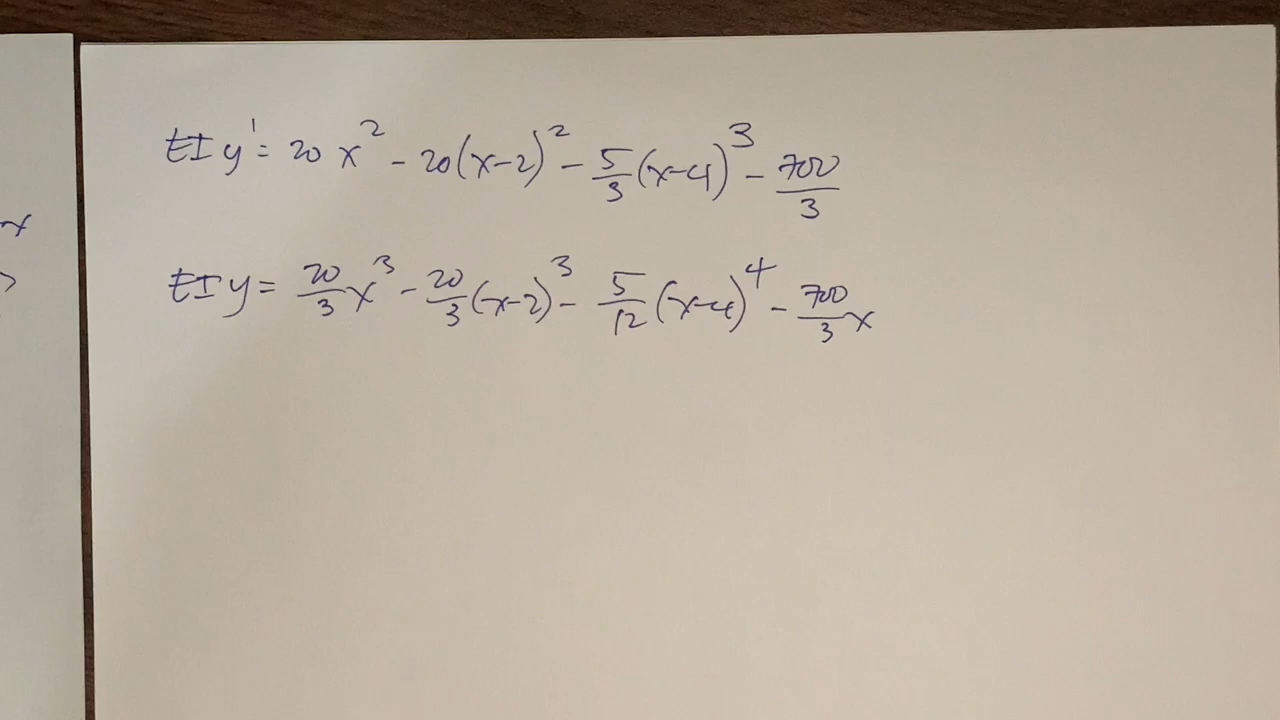 EIy' = 20x² - 20(x-2)² - 5/3(x-4)³ - 700/3
EIy = 20/3x³ - 20/3(x-2)³ - 5/12(x-4)⁴ - 700/3x